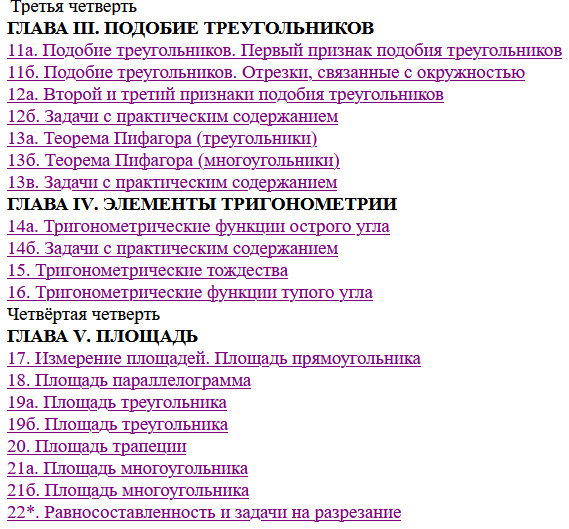 Третья четверть
ГЛАВА III. ПОДОБИЕ ТРЕУГОЛЬНИКОВ
11а. Подобие треугольников. Первый признак подобия треугольников
11б. Подобие треугольников. Отрезки, связанные с окружностью
12а. Второй и третий признаки подобия треугольников
12б. Задачи с практическим содержанием
13а. Теорема Пифагора (треугольники)
13б. Теорема Пифагора (многоугольники)
13в. Задачи с практическим содержанием
ГЛАВА IV. ЭЛЕМЕНТЫ ТРИГОНОМЕТРИИ
14а. Тригонометрические функции острого угла
14б. Задачи с практическим содержанием
15. Тригонометрические тождества
16. Тригонометрические функции тупого угла
Четвёртая четверть
ГЛАВА V. ПЛОЩАДЬ
17. Измерение площадей. Площадь прямоугольника
18. Площадь параллелограмма
19а. Площадь треугольника
19б. Площадь треугольника
20. Площадь трапеции
21а. Площадь многоугольника
21б. Площадь многоугольника
22*. Равносоставленность и задачи на разрезание